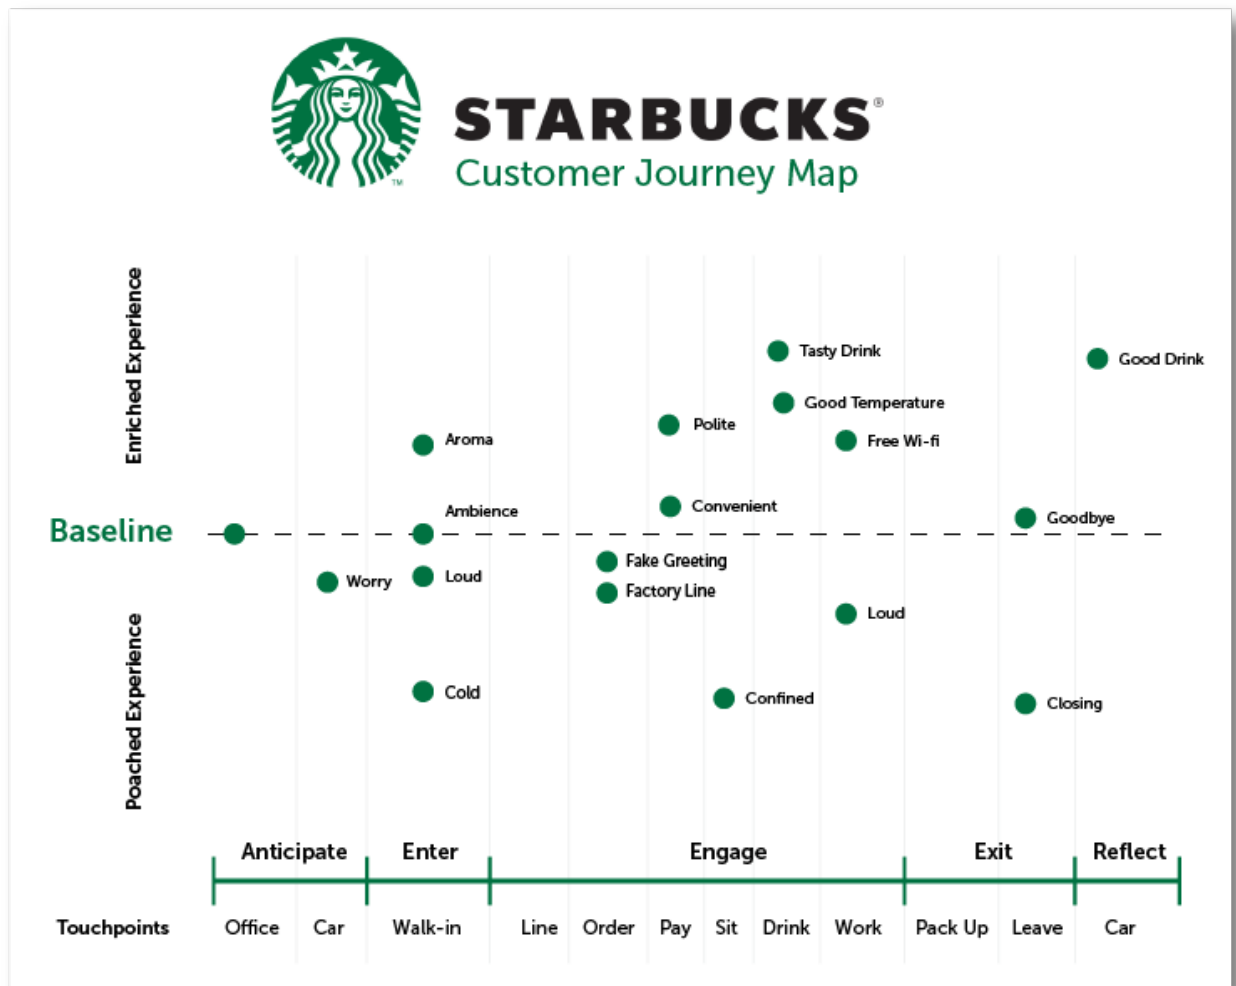 STARBUCKS®
Customer Journey Map
TM
Enriched Experience
Tasty Drink
Good Drink
Good Temperature
Polite
Free Wi-fi
Aroma
Convenient
Ambience
Goodbye
Baseline
Fake Greeting
Loud
Worry
Factory Line
Loud
Poached Experience
Cold
Confined
Closing
Anticipate Enter Engage Exit Reflect
Touchpoints Office Car Walk-in Line Order Pay Sit Drink Work Pack Up Leave Car